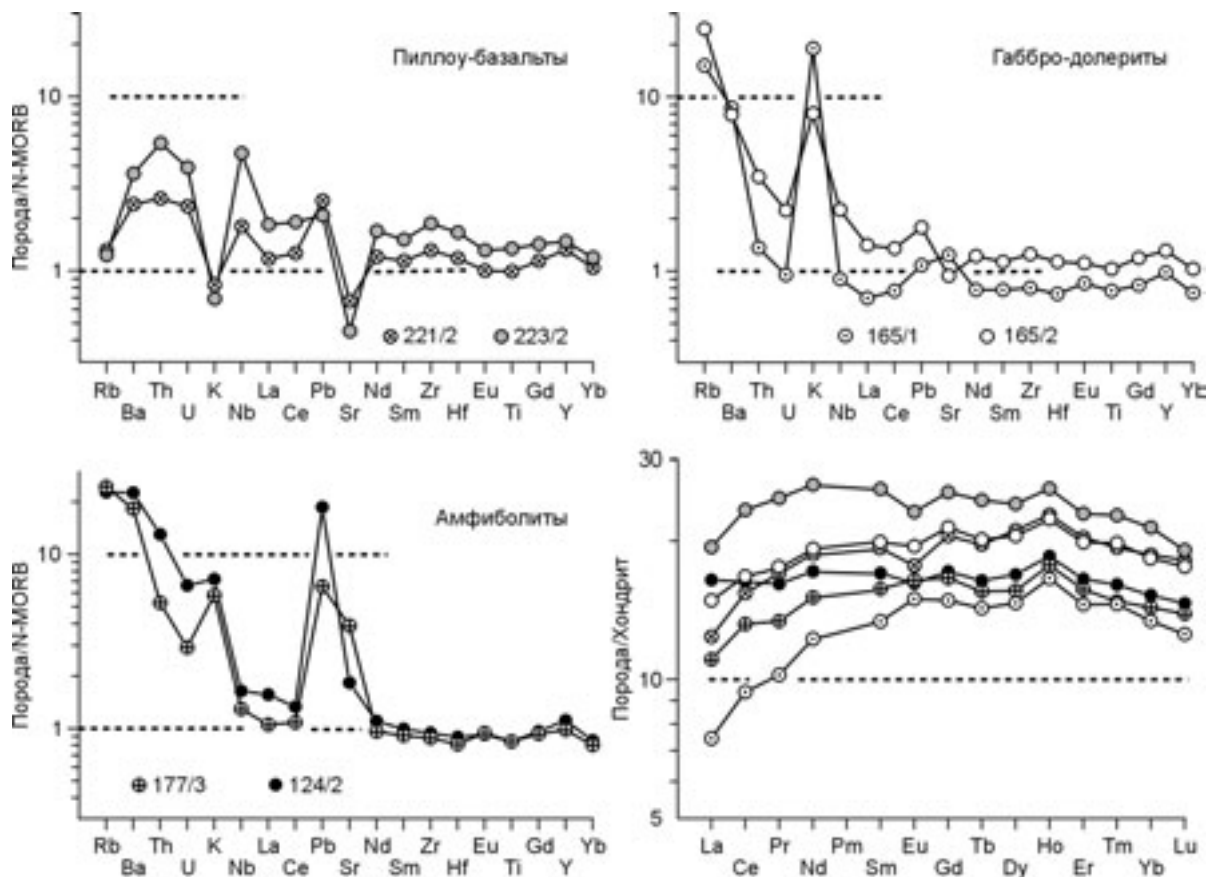 Пиллоу-базальты
10
1
Порода/N-MORB
221/2 223/2
Rb Th K La Pb Nd Zr Eu Gd Yb
Ba U Nb Ce Sr Sm Hf Ti Y
Габбро-долериты
10
1
165/1 165/2
Rb Th K La Pb Nd Zr Eu Gd Yb
Ba U Nb Ce Sr Sm Hf Ti Y
Амфиболиты
10
1
Порода/N-MORB
177/3 124/2
Rb Th K La Pb Nd Zr Eu Gd Yb
Ba U Nb Ce Sr Sm Hf Ti Y
30
10
5
Порода/Хондрит
La Pr Pm Eu Tb Ho Tm Lu
Ce Nd Sm Gd Dy Er Yb